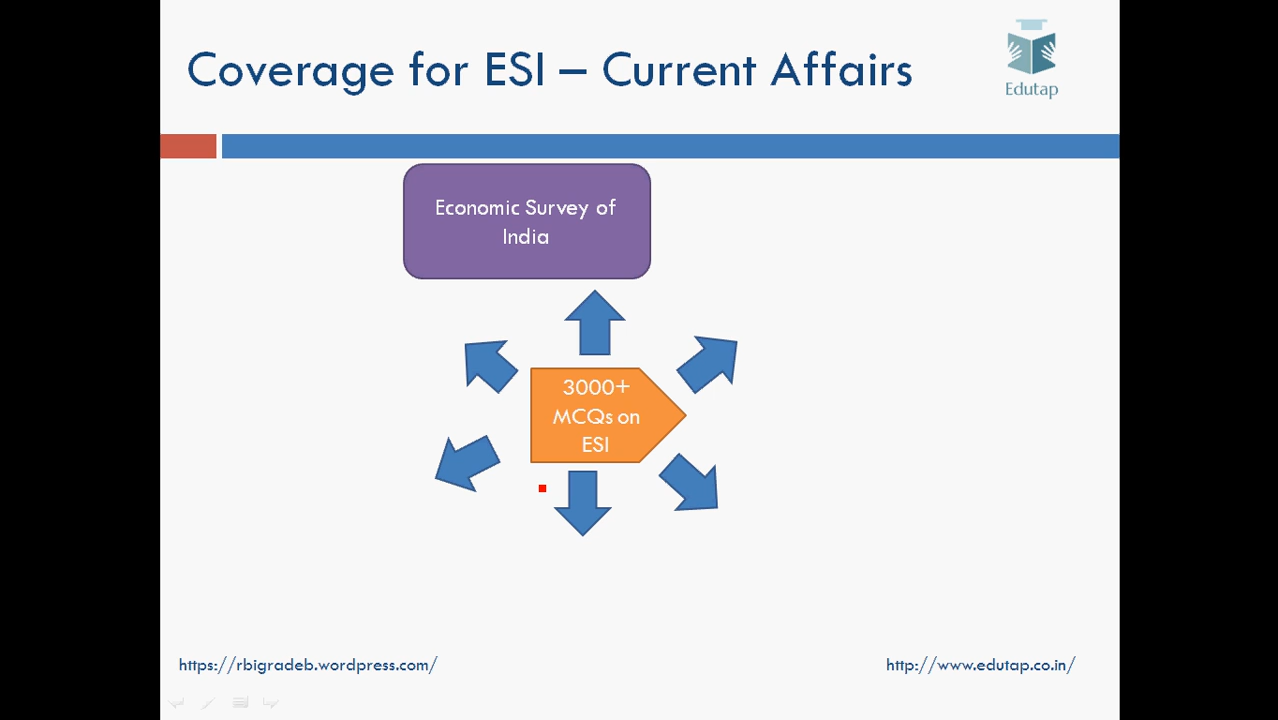 Coverage for ESI – Current Affairs
Edutap
Economic Survey of
India
3000+
MCQs on
ESI
https://rbigradeb.wordpress.com/
http://www.edutap.co.in/